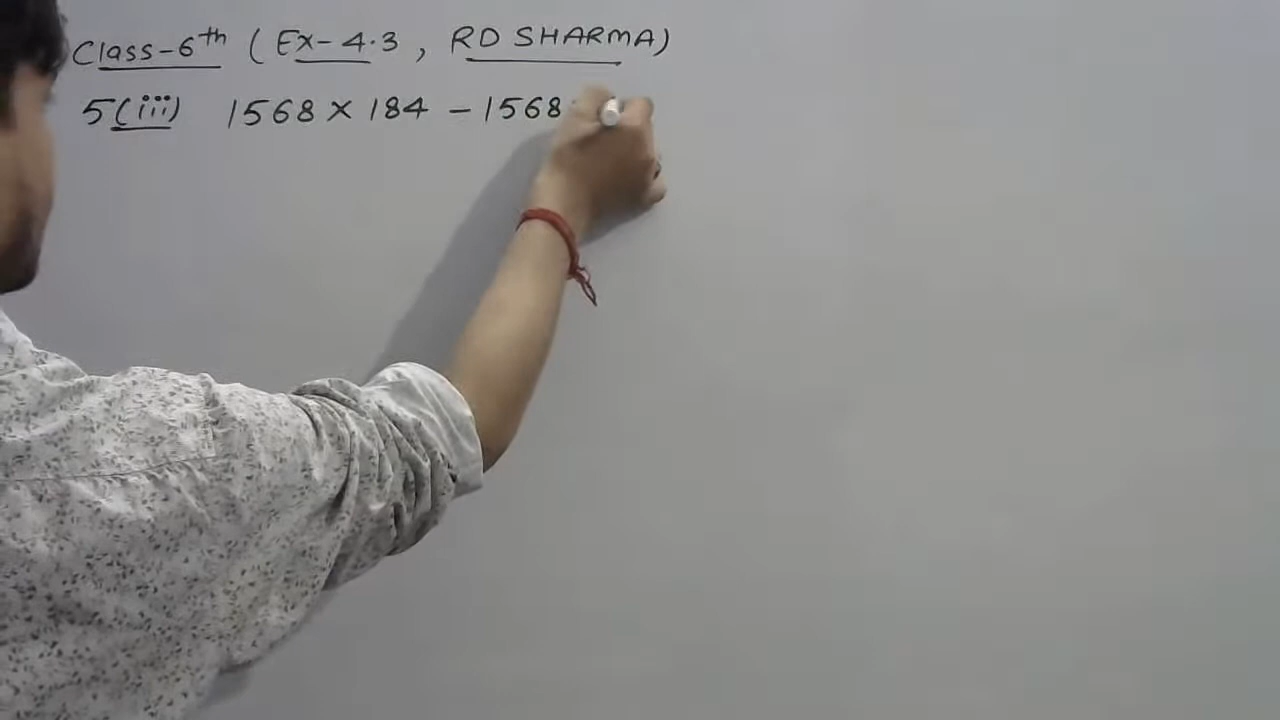 Class-6th (Ex-4.3, RD SHARMA)
5(iii) 1568 × 184 - 1568